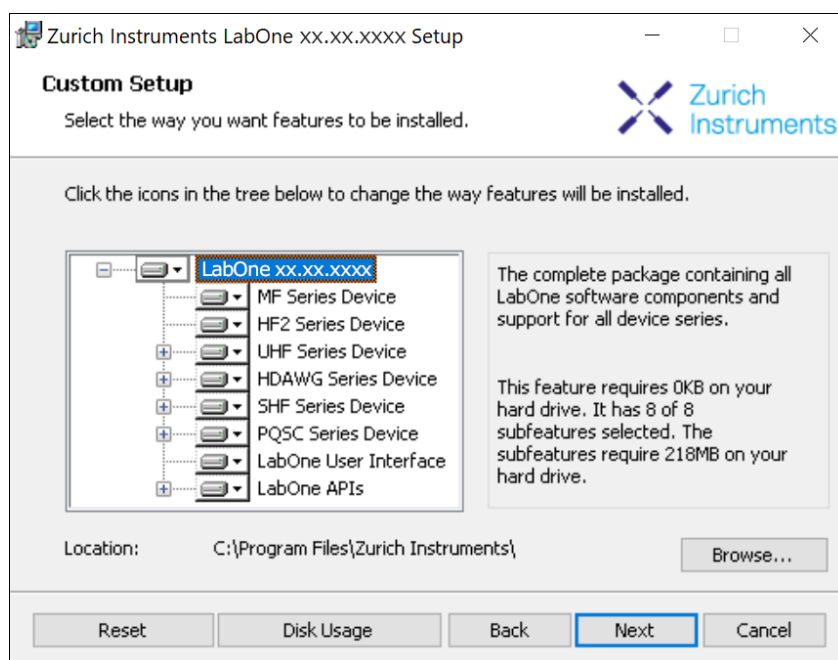 Zurich Instruments LabOne xx.xx.xxxx Setup
Custom Setup
Select the way you want features to be installed.
Zurich
Instruments
Click the icons in the tree below to change the way features will be installed.
LabOne xx.xx.xxxx
MF Series Device
HF2 Series Device
UHF Series Device
HDAWG Series Device
SHF Series Device
PQSC Series Device
LabOne User Interface
LabOne APIs
The complete package containing all
LabOne software components and
support for all device series.
This feature requires 0KB on your
hard drive. It has 8 of 8
subfeatures selected. The
subfeatures require 218MB on your
hard drive.
Location: C:\Program Files\Zurich Instruments\
Browse...
Reset Disk Usage Back Next Cancel